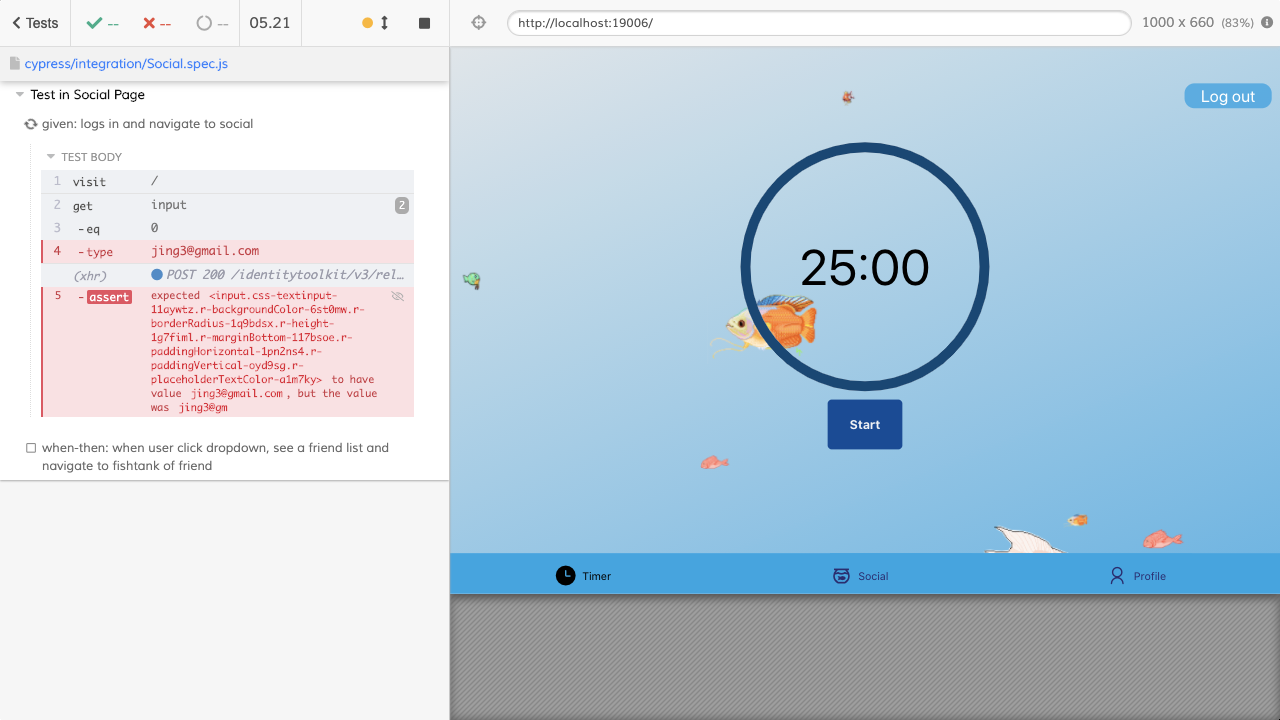 Tests
--
--
--
05.21
http://localhost:19006/
1000 x 660 (83%)
cypress/integration/Social.spec.js
Test in Social Page
given: logs in and navigate to social
TEST BODY
1 visit /
2 get input 2
3 -eq 0
4 -type jing3@gmail.com
(xhr) POST 200 /identitytoolkit/v3/rel…
5 -assert expected <input.css-textinput-
11aywtz.r-backgroundColor-6st0mw.r-
borderRadius-1q9bdsx.r-height-
1g7fiml.r-marginBottom-117bsoe.r-
paddingHorizontal-1pn2ns4.r-
paddingVertical-oyd9sg.r-
placeholderTextColor-a1m7ky> to have
value jing3@gmail.com, but the value
was jing3@gm
when-then: when user click dropdown, see a friend list and
navigate to fishtank of friend
Log out
25:00
Start
Timer
Social
Profile